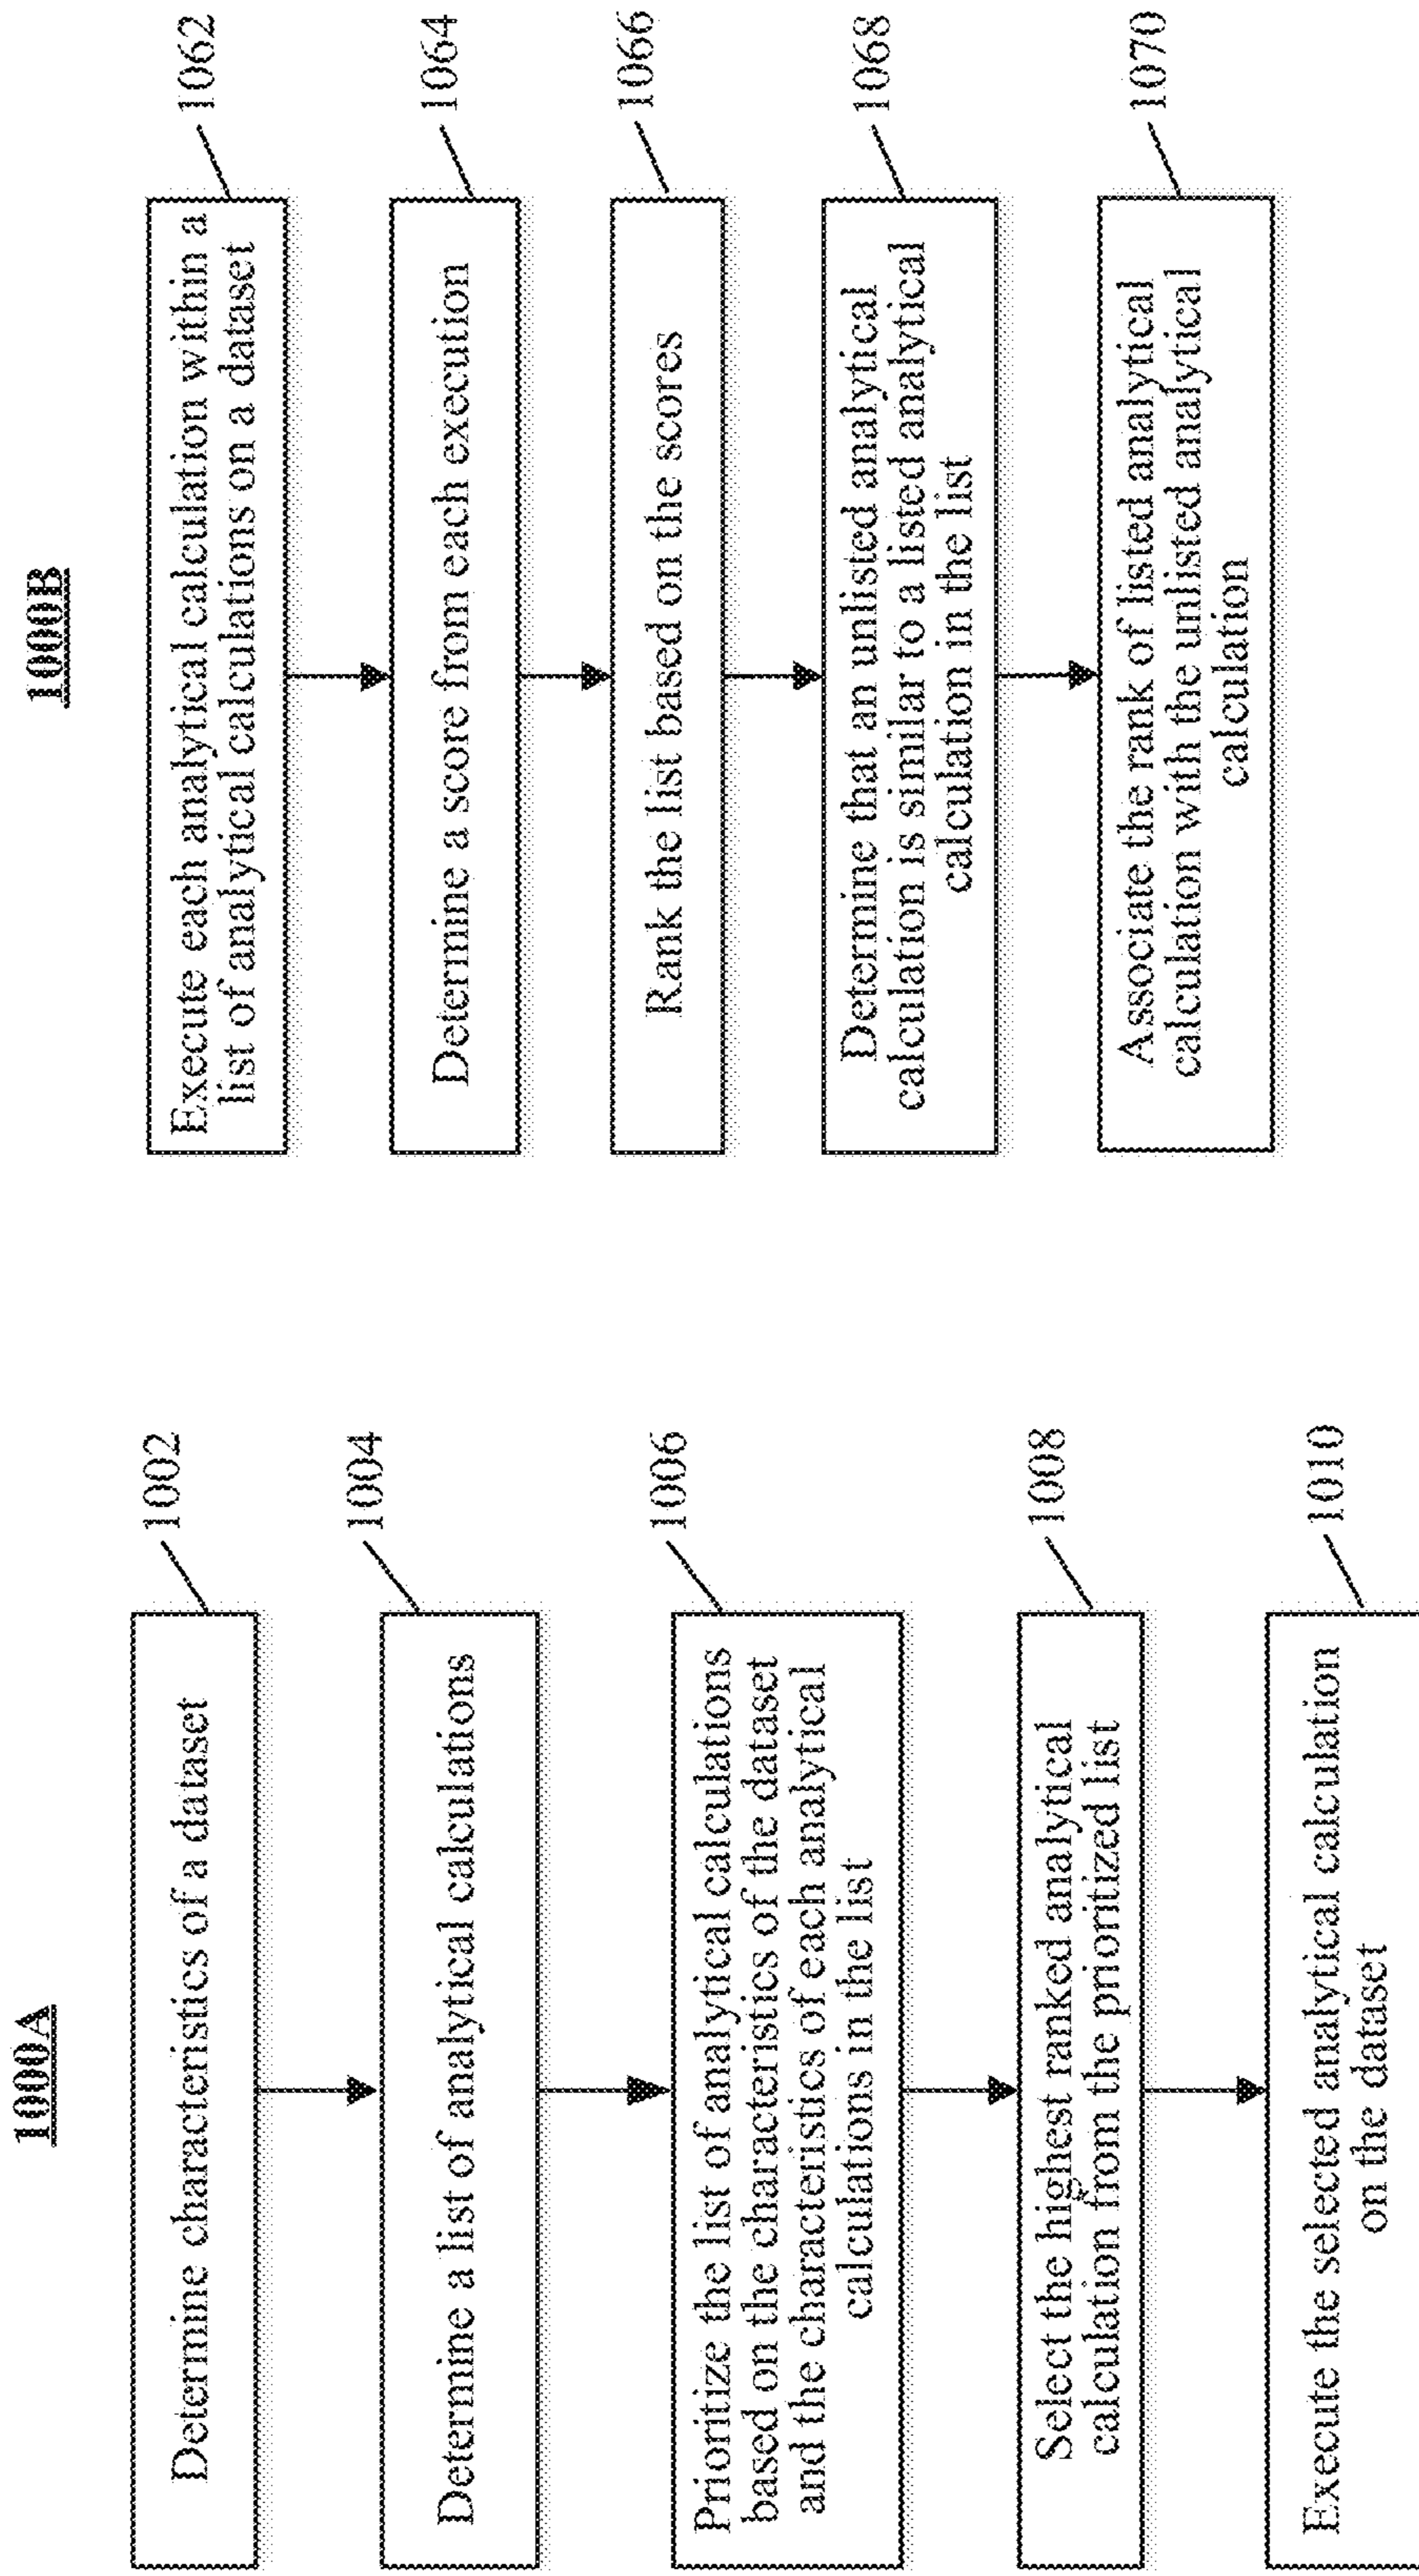 1000A
Determine characteristics of a dataset
1002
Determine a list of analytical calculations
1004
Prioritize the list of analytical calculations
based on the characteristics of the dataset
and the characteristics of each analytical
calculations in the list
1006
Select the highest ranked analytical
calculation from the prioritized list
1008
Execute the selected analytical calculation
on the dataset
1010
1000B
Execute each analytical calculation within a
list of analytical calculations on a dataset
1062
Determine a score from each execution
1064
Rank the list based on the scores
1066
Determine that an unlisted analytical
calculation is similar to a listed analytical
calculation in the list
1068
Associate the rank of listed analytical
calculation with the unlisted analytical
calculation
1070